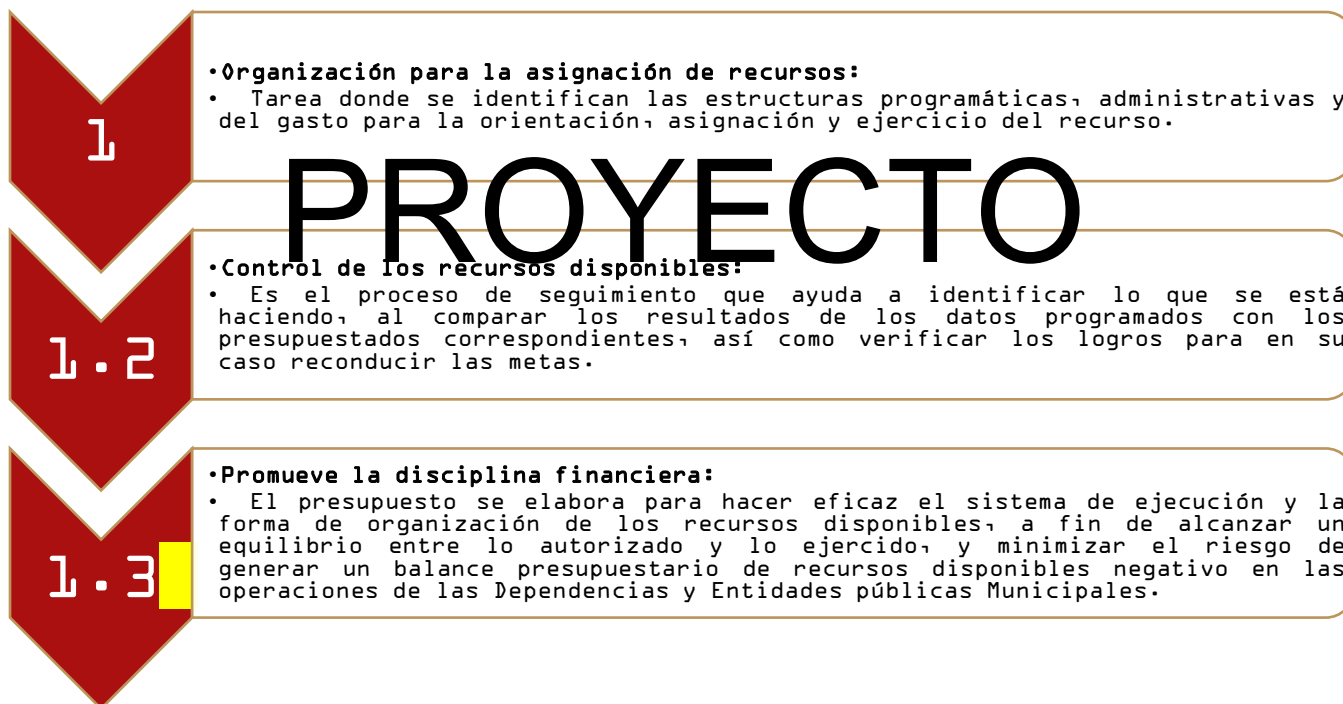 1
•Organización para la asignación de recursos:
• Tarea donde se identifican las estructuras programáticas, administrativas y
del gasto para la orientación, asignación y ejercicio del recurso.
PROYECTO
1.2
•Control de los recursos disponibles:
• Es el proceso de seguimiento que ayuda a identificar lo que se está
haciendo, al comparar los resultados de los datos programados con los
presupuestados correspondientes, así como verificar los logros para en su
caso reconducir las metas.
1.3
•Promueve la disciplina financiera:
• El presupuesto se elabora para hacer eficaz el sistema de ejecución y la
forma de organización de los recursos disponibles, a fin de alcanzar un
equilibrio entre lo autorizado y lo ejercido, y minimizar el riesgo de
generar un balance presupuestario de recursos disponibles negativo en las
operaciones de las Dependencias y Entidades públicas Municipales.